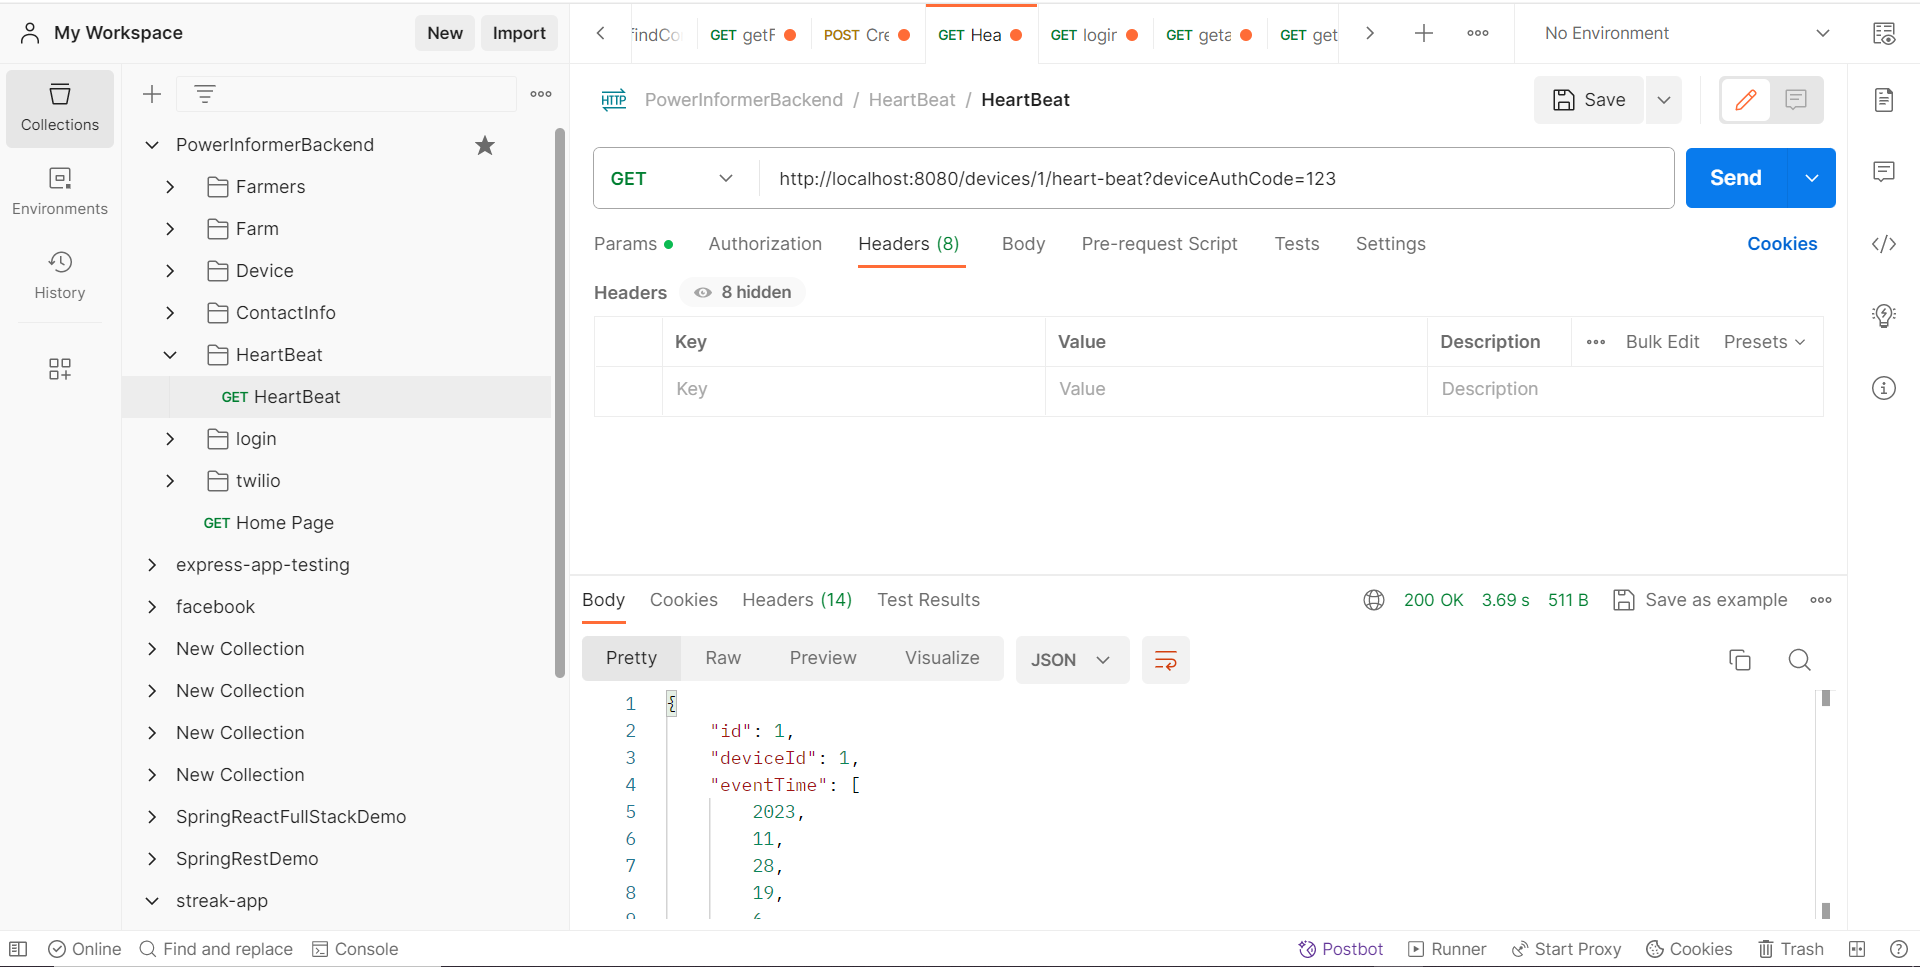 My Workspace
New
Import
findCo
GET getF
POST Cre
GET Hea
GET logir
GET geta
GET get
No Environment
Collections
Environments
History
PowerInformerBackend
Farmers
Farm
Device
ContactInfo
HeartBeat
GET HeartBeat
login
twilio
GET Home Page
express-app-testing
facebook
New Collection
New Collection
New Collection
New Collection
SpringReactFullStackDemo
SpringRestDemo
streak-app
HTTP PowerInformerBackend / HeartBeat / HeartBeat
Save
GET http://localhost:8080/devices/1/heart-beat?deviceAuthCode=123
Send
Params Authorization Headers (8) Body Pre-request Script Tests Settings Cookies
Headers 8 hidden
Key Value Description Bulk Edit Presets
Key Value Description
Body Cookies Headers (14) Test Results 200 OK 3.69 s 511 B Save as example
Pretty Raw Preview Visualize JSON
1 {
2 "id": 1,
3 "deviceId": 1,
4 "eventTime": [
5 2023,
6 11,
7 28,
8 19,
9 6
Online Find and replace Console Postbot Runner Start Proxy Cookies Trash